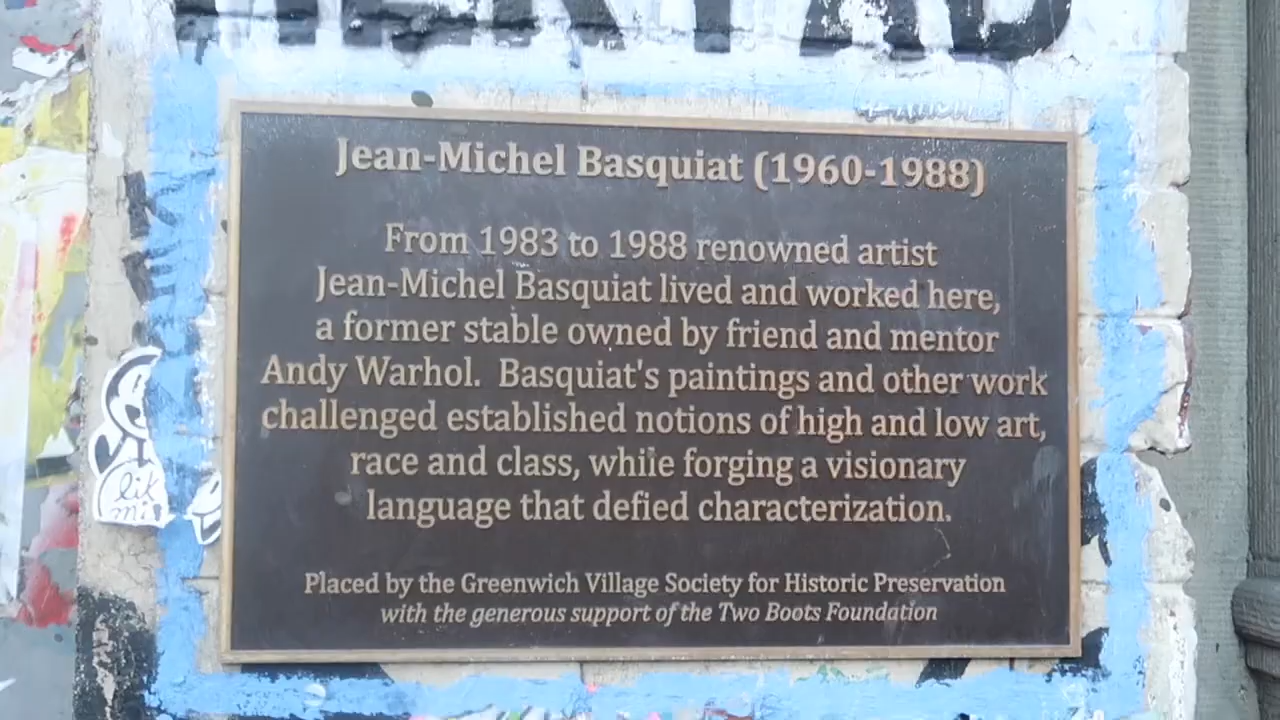 Jean-Michel Basquiat (1960-1988)
From 1983 to 1988 renowned artist
Jean-Michel Basquiat lived and worked here,
a former stable owned by friend and mentor
Andy Warhol. Basquiat's paintings and other work
challenged established notions of high and low art,
race and class, while forging a visionary
language that defied characterization.
Placed by the Greenwich Village Society for Historic Preservation
with the generous support of the Two Boots Foundation
lik
mi